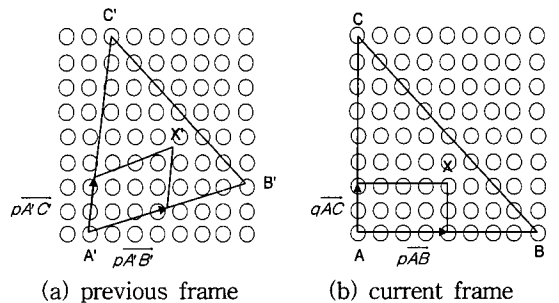 C'
C
X'
X
B'
pA'C'
qAC
A'
pA'B'
A
pAB
B
(a) previous frame
(b) current frame